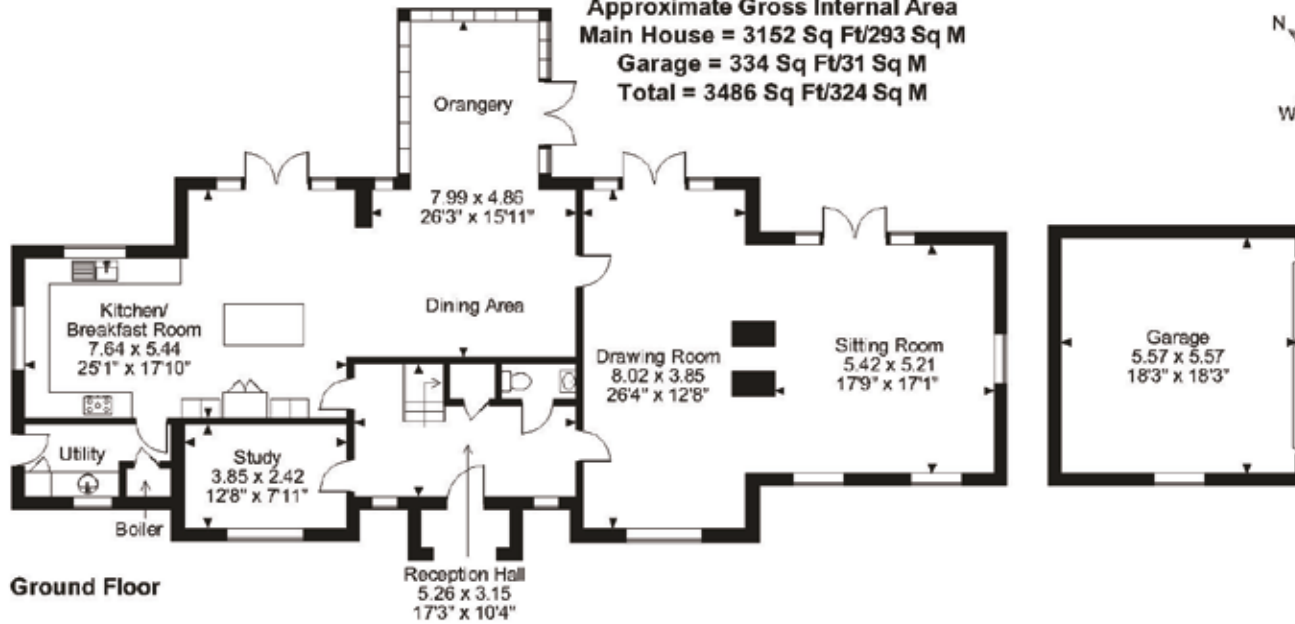 Approximate Gross Internal Area
Main House = 3152 Sq Ft/293 Sq M
Garage = 334 Sq Ft/31 Sq M
Total = 3486 Sq Ft/324 Sq M
N
W
Orangery
7.99 x 4.86
26'3" x 15'11"
Dining Area
Kitchen/
Breakfast Room
7.64 x 5.44
25'1" x 17'10"
Utility
Boiler
Study
3.85 x 2.42
12'8" x 7'11"
Drawing Room
8.02 x 3.85
26'4" x 12'8"
Sitting Room
5.42 x 5.21
17'9" x 17'1"
Garage
5.57 x 5.57
18'3" x 18'3"
Reception Hall
5.26 x 3.15
17'3" x 10'4"
Ground Floor